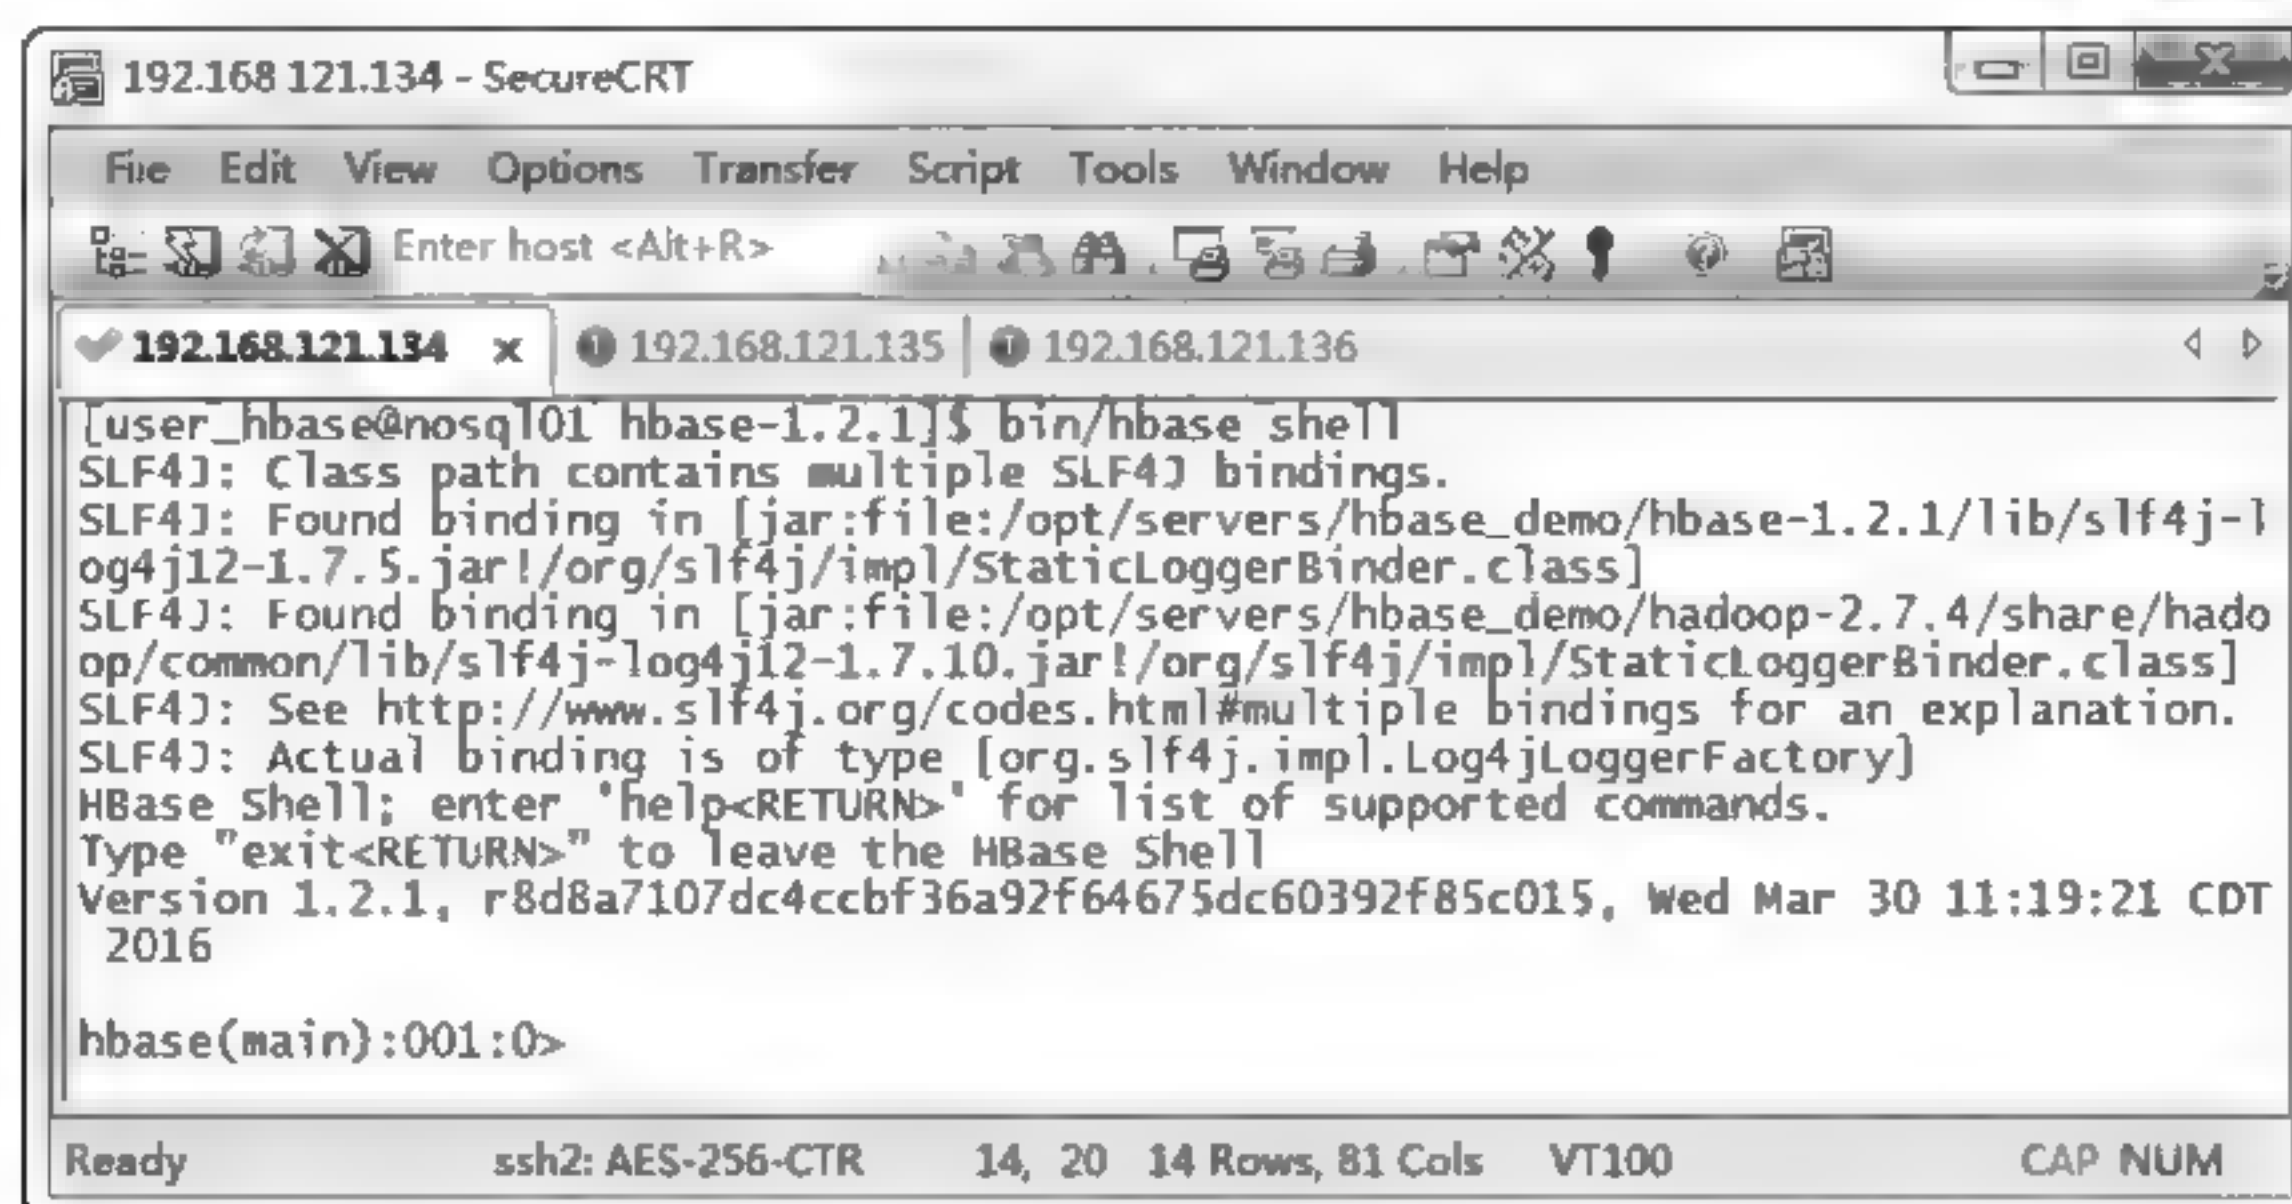 192.168 121.134 - SecureCRT
File Edit View Options Transfer Script Tools Window Help
Enter host <Alt+R>
192.168.121.134 x 192.168.121.135 192.168.121.136
[user_hbase@nosql01 hbase-1.2.1]$ bin/hbase shell
SLF4J: Class path contains multiple SLF4J bindings.
SLF4J: Found binding in [jar:file:/opt/servers/hbase_demo/hbase-1.2.1/lib/slf4j-l
og4j12-1.7.5.jar!/org/slf4j/impl/StaticLoggerBinder.class]
SLF4J: Found binding in [jar:file:/opt/servers/hbase_demo/hadoop-2.7.4/share/hado
op/common/lib/slf4j-log4j12-1.7.10.jar!/org/slf4j/impl/StaticLoggerBinder.class]
SLF4J: See http://www.slf4j.org/codes.html#multiple bindings for an explanation.
SLF4J: Actual binding is of type [org.slf4j.impl.Log4jLoggerFactory]
HBase Shell; enter 'help<RETURN>' for list of supported commands.
Type "exit<RETURN>" to leave the HBase Shell
Version 1.2.1, r8d8a7107dc4ccbf36a92f64675dc60392f85c015, Wed Mar 30 11:19:21 CDT
2016
hbase(main):001:0>
Ready ssh2: AES-256-CTR 14, 20 14 Rows, 81 Cols VT100 CAP NUM